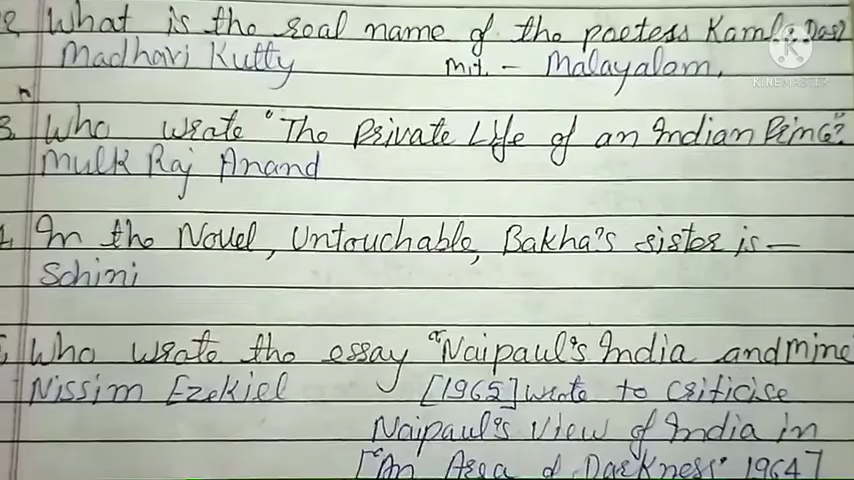 2. What is the real name of the poetess Kamla Das?
Madhavi Kutty M.T. - Malayalam.
3. Who wrote "The Private Life of an Indian Prince"?
Mulk Raj Anand
4. In the Novel, Untouchable, Bakha's sister is —
Sohini
Who wrote the essay "Naipaul's India and mine
Nissim Ezekiel [1965] wrote to criticise
Naipaul's view of India in
["An Area of Darkness" 1964]
KINEMASTER